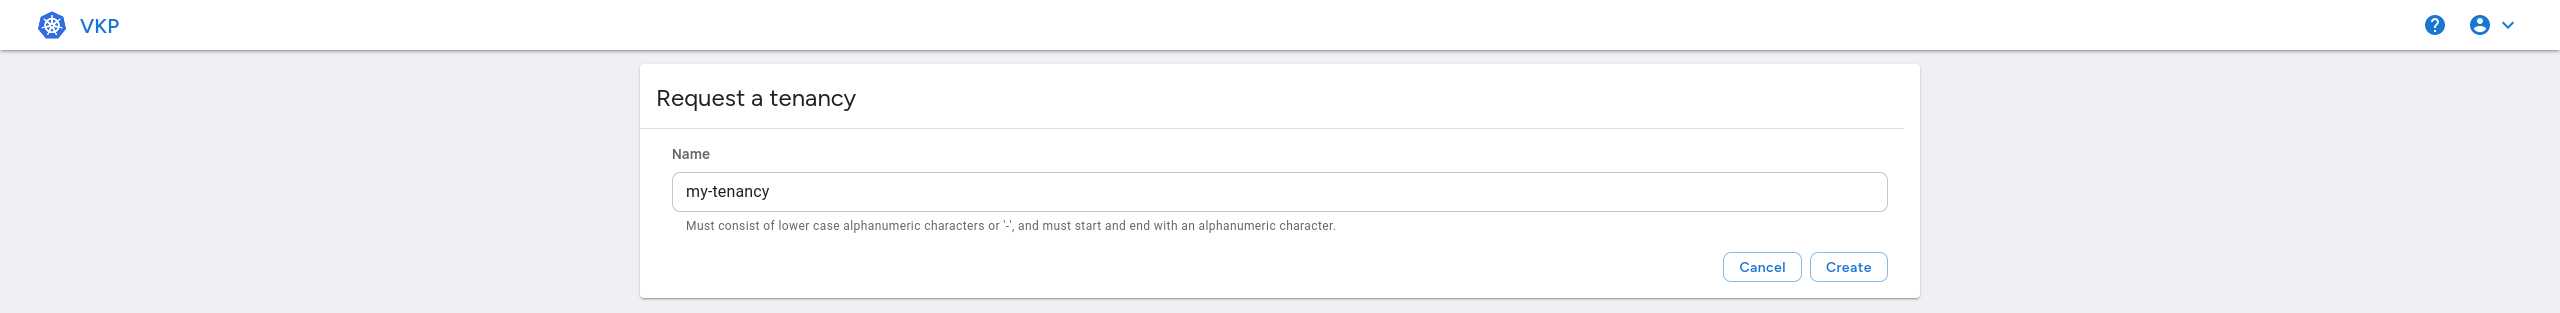 VKP
Request a tenancy
Name
my-tenancy
Must consist of lower case alphanumeric characters or '-', and must start and end with an alphanumeric character.
Cancel Create